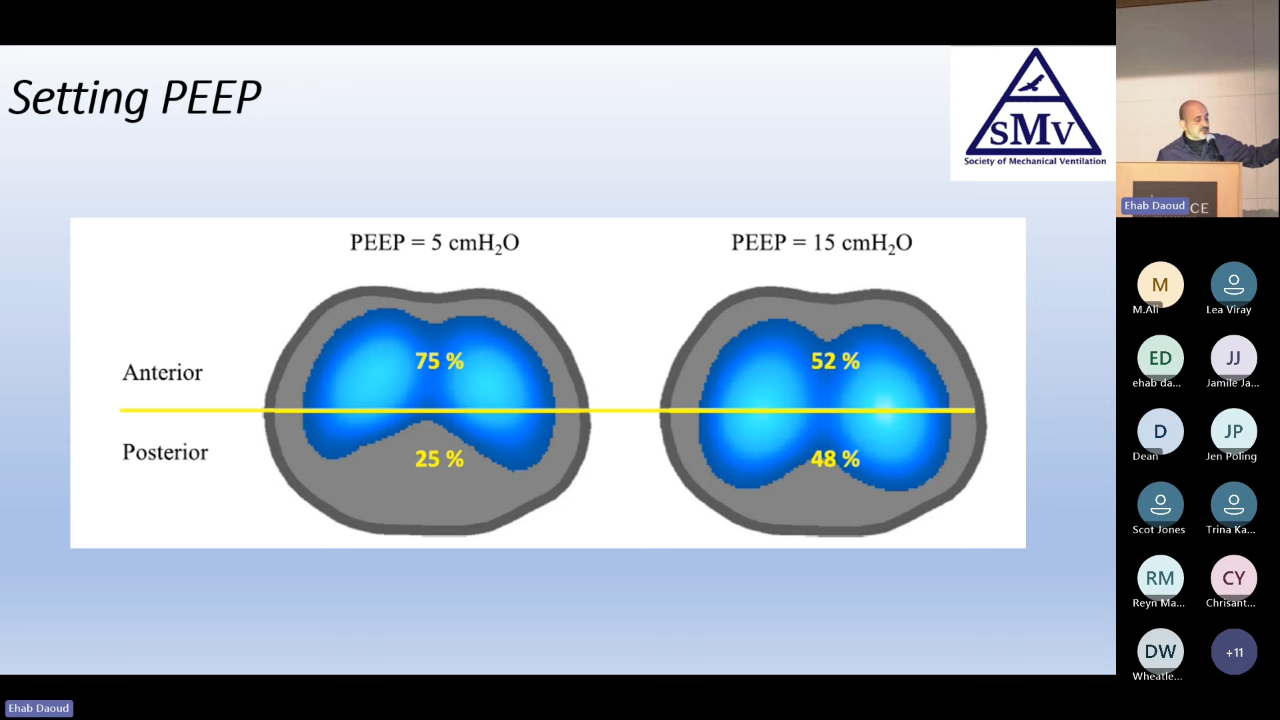 Setting PEEP
sMv
Society of Mechanical Ventilation
PEEP = 5 cmH₂O
PEEP = 15 cmH₂O
75 %
52 %
Anterior
Posterior
25 %
48 %
CE
Ehab Daoud
M
M.Ali
Lea Viray
ED
ehab da...
JJ
Jamile Ja...
D
Dean
JP
Jen Poling
Scot Jones
Trina Ka...
RM
Reyn Ma...
CY
Chrisant...
DW
Wheatle...
+11
Ehab Daoud